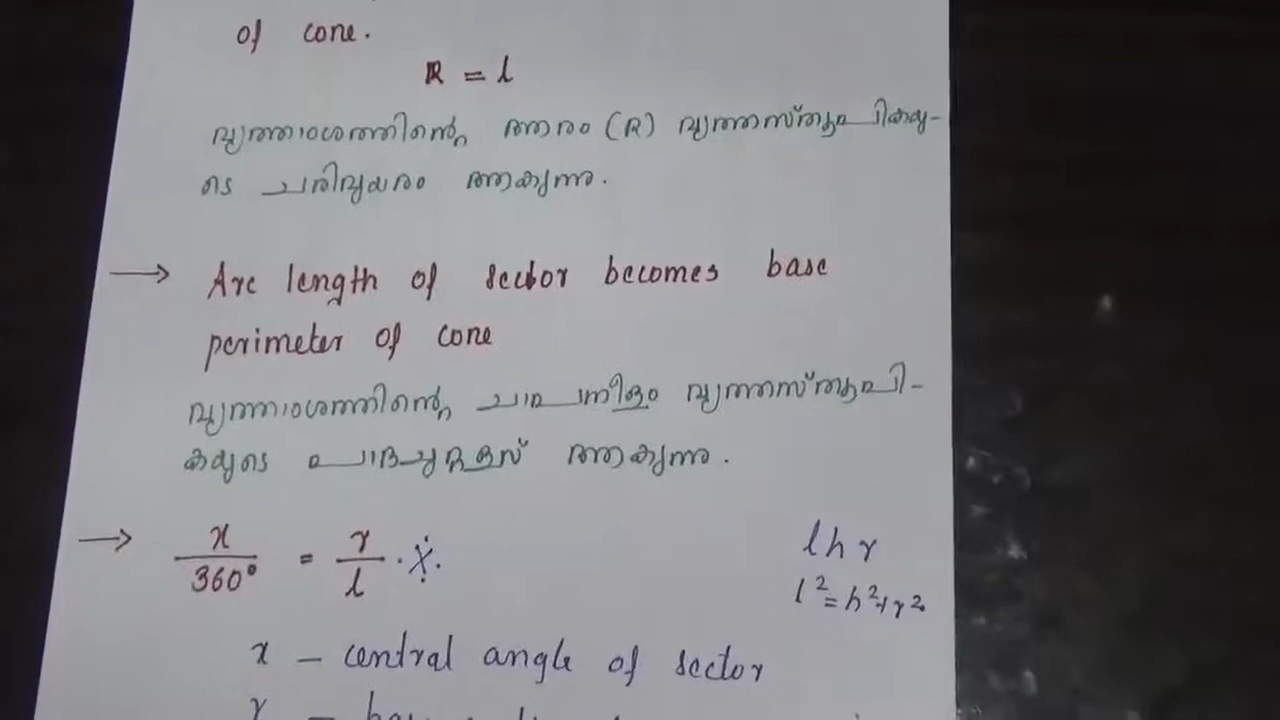 of cone.
R = l
വൃത്താംശത്തിന്റെ ആരം (R) വൃത്തസ്തൂപികയു-
ടെ ചരിവുയരം ആകുന്നു.
→ Arc length of sector becomes base
perimeter of cone
വൃത്താംശത്തിന്റെ ചാപനീളം വൃത്തസ്തൂപി-
കയുടെ പാദചുറ്റളവ് ആകുന്നു.
→ x/360° = r/l
l h r
l² = h² + r²
x – central angle of sector
r –